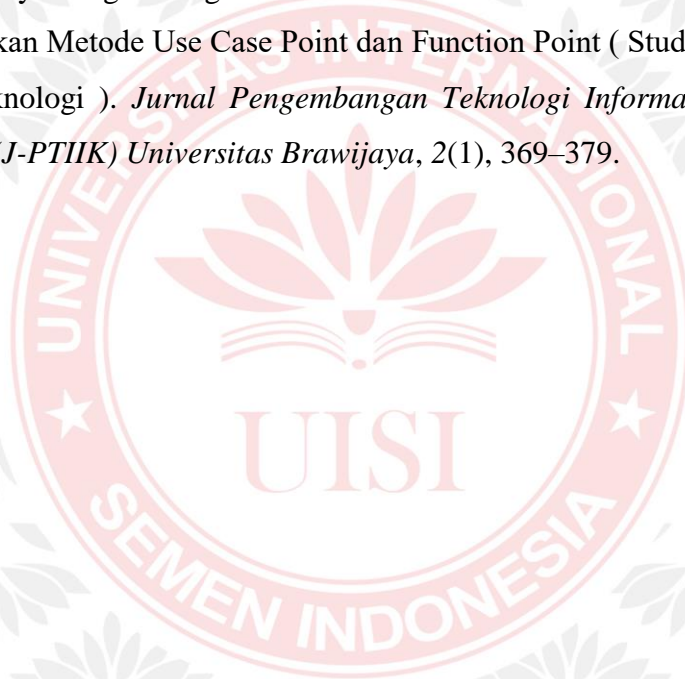 kan Metode Use Case Point dan Function Point ( Stud
knologi ). Jurnal Pengembangan Teknologi Informa
J-PTIIK) Universitas Brawijaya, 2(1), 369–379.
UNIVERSITAS INTERNASIONAL
UISI
SEMEN INDONESIA